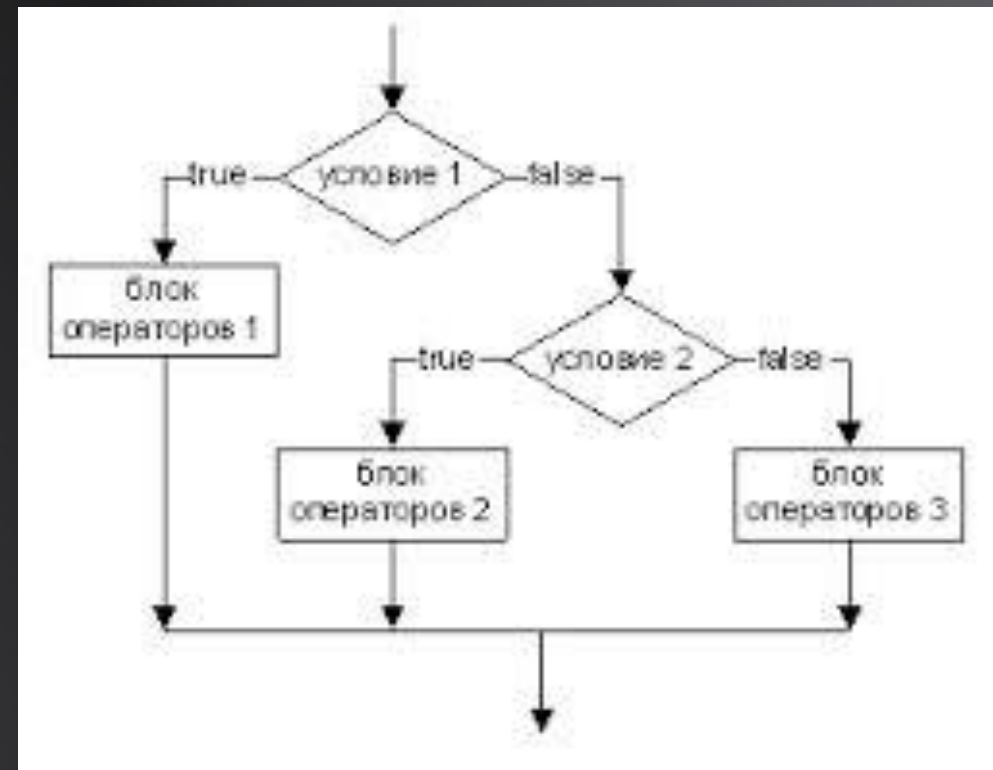 true
условие 1
false
блок
операторов 1
true
условие 2
false
блок
операторов 2
блок
операторов 3